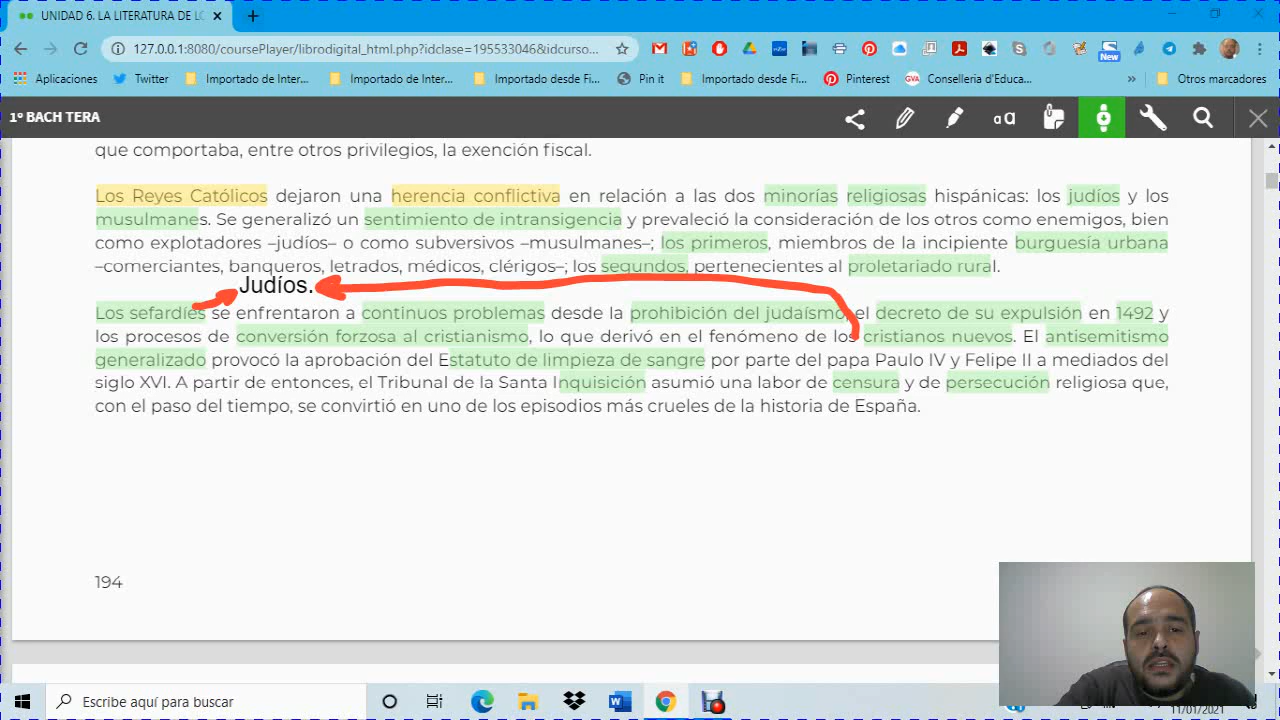 UNIDAD 6. LA LITERATURA DE LO
127.0.0.1:8080/coursePlayer/librodigital_html.php?idclase=195533046&idcurso...
New
Aplicaciones Twitter Importado de Inter... Importado de Inter... Importado desde Fi... Pin it Importado desde Fi... Pinterest GVA Conselleria d'Educa... » Otros marcadores
1º BACH TERA aA
que comportaba, entre otros privilegios, la exención fiscal.
Los Reyes Católicos dejaron una herencia conflictiva en relación a las dos minorías religiosas hispánicas: los judíos y los
musulmanes. Se generalizó un sentimiento de intransigencia y prevaleció la consideración de los otros como enemigos, bien
como explotadores –judíos– o como subversivos –musulmanes–; los primeros, miembros de la incipiente burguesía urbana
–comerciantes, banqueros, letrados, médicos, clérigos–; los segundos, pertenecientes al proletariado rural.
Judíos.
Los sefardíes se enfrentaron a continuos problemas desde la prohibición del judaísmo, el decreto de su expulsión en 1492 y
los procesos de conversión forzosa al cristianismo, lo que derivó en el fenómeno de los cristianos nuevos. El antisemitismo
generalizado provocó la aprobación del Estatuto de limpieza de sangre por parte del papa Paulo IV y Felipe II a mediados del
siglo XVI. A partir de entonces, el Tribunal de la Santa Inquisición asumió una labor de censura y de persecución religiosa que,
con el paso del tiempo, se convirtió en uno de los episodios más crueles de la historia de España.
194
Escribe aquí para buscar
11/01/2021